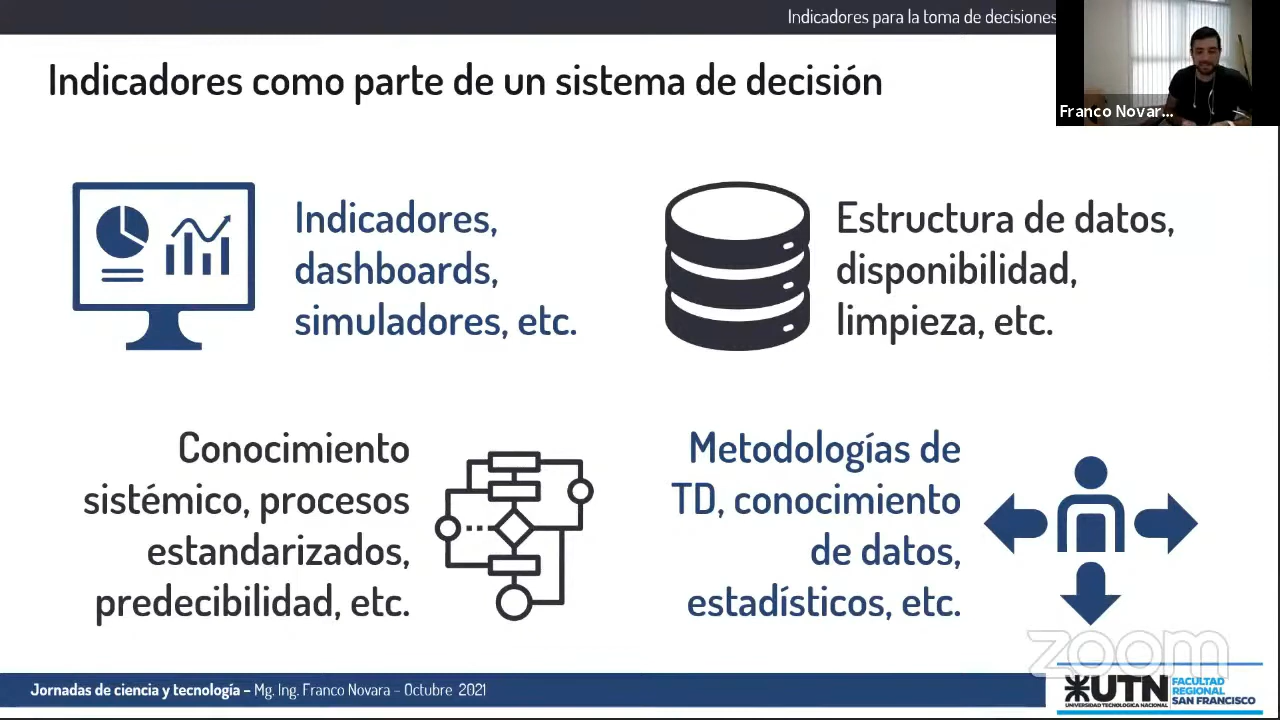 Indicadores para la toma de decisiones
Franco Novar...
Indicadores como parte de un sistema de decisión
Indicadores,
dashboards,
simuladores, etc.
Estructura de datos,
disponibilidad,
limpieza, etc.
Conocimiento
sistémico, procesos
estandarizados,
predecibilidad, etc.
Metodologías de
TD, conocimiento
de datos,
estadísticos, etc.
zoom
Jornadas de ciencia y tecnología – Mg. Ing. Franco Novara – Octubre 2021
UTN
UNIVERSIDAD TECNOLÓGICA NACIONAL
FACULTAD
REGIONAL
SAN FRANCISCO